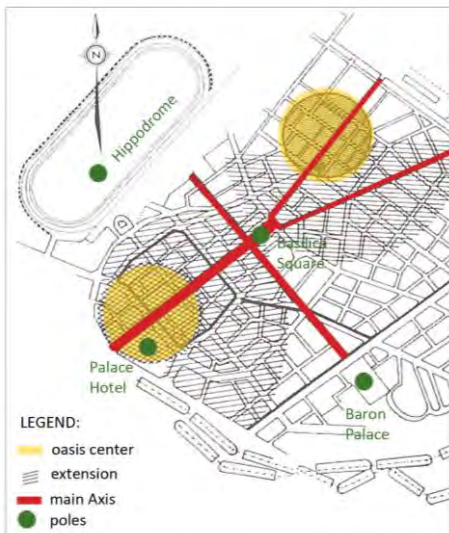 N
Hippodrome
Basilica
Square
Palace
Hotel
Baron
Palace
LEGEND:
oasis center
extension
main Axis
poles